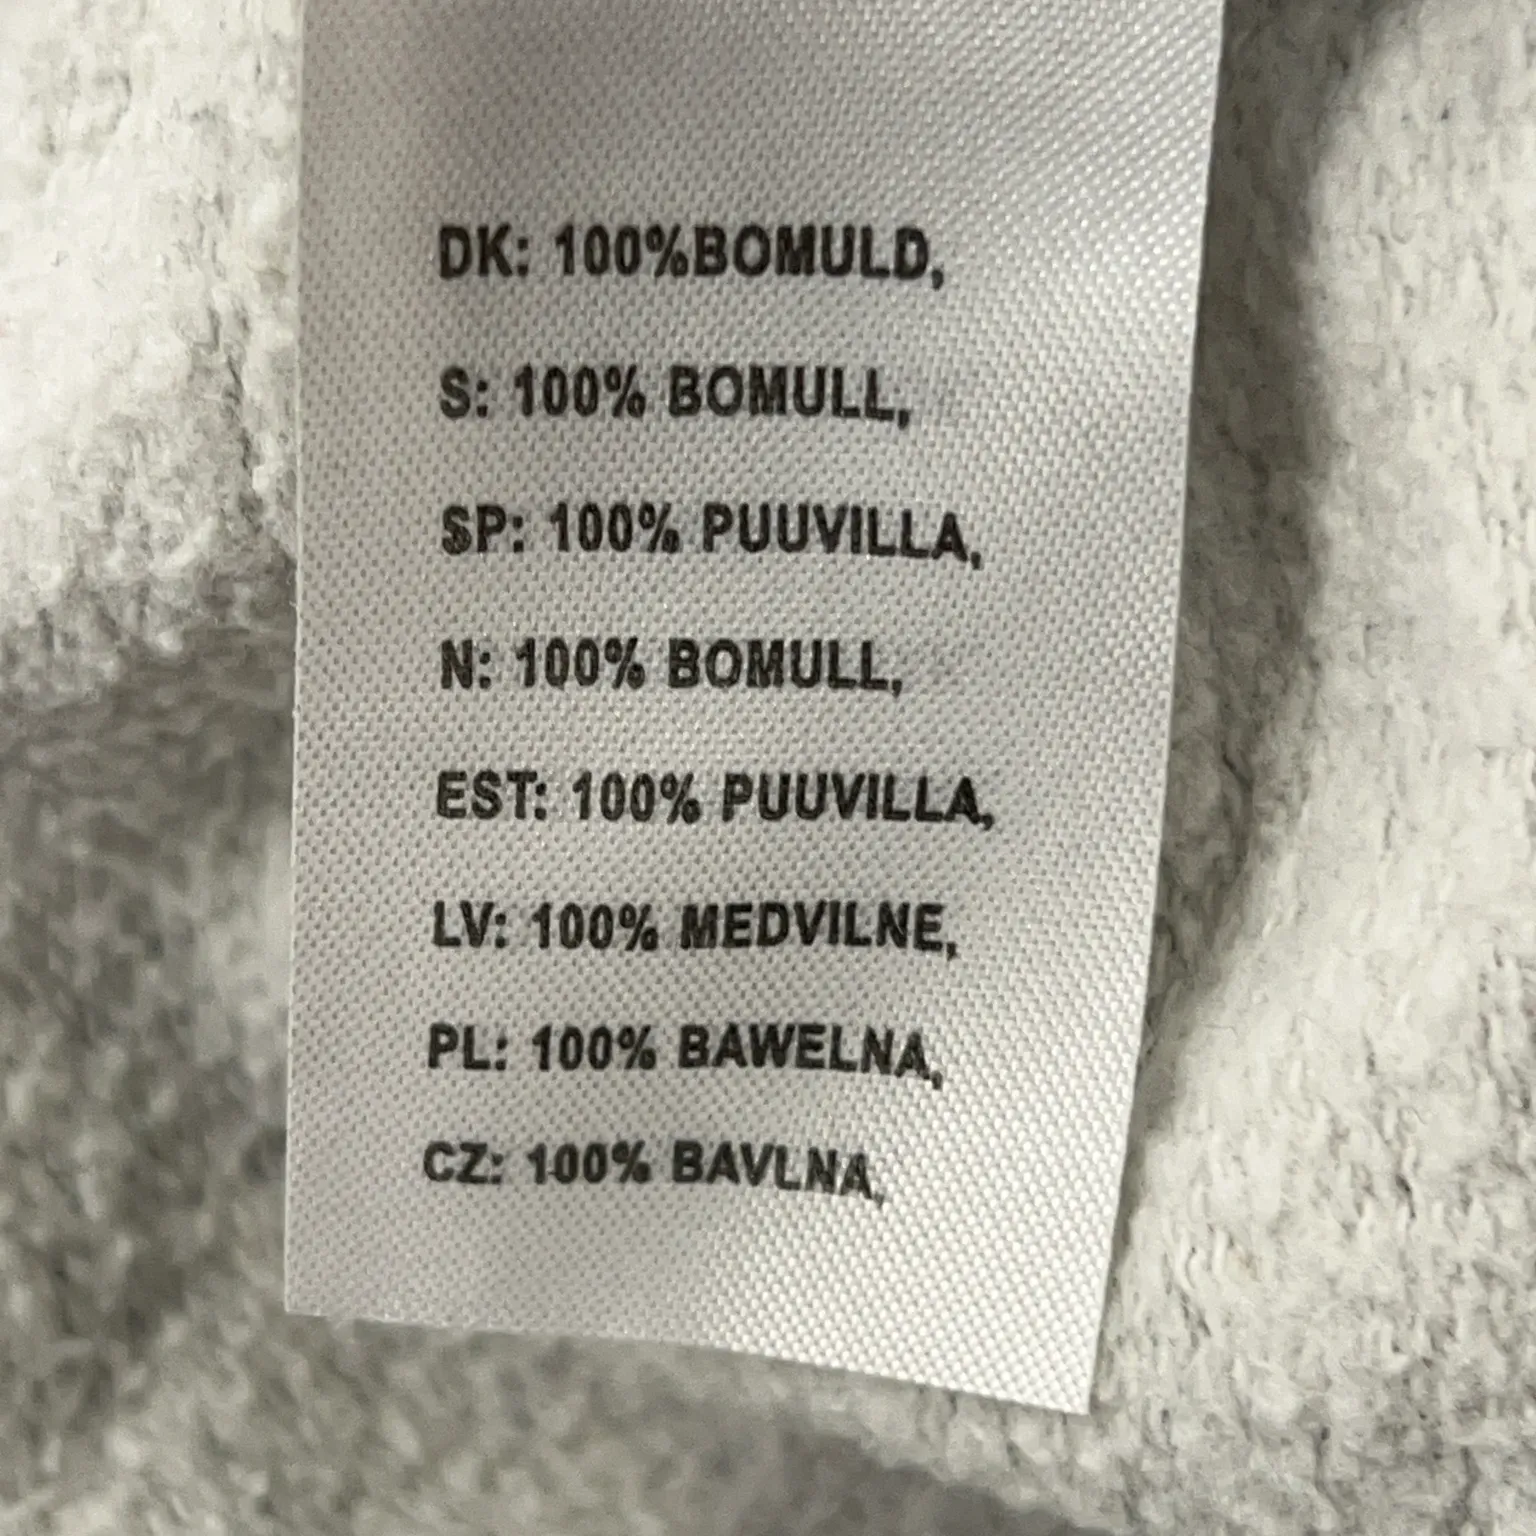 DK: 100%BOMULD,
S: 100% BOMULL,
SP: 100% PUUVILLA,
N: 100% BOMULL,
EST: 100% PUUVILLA,
LV: 100% MEDVILNE,
PL: 100% BAWELNA,
CZ: 100% BAVLNA,